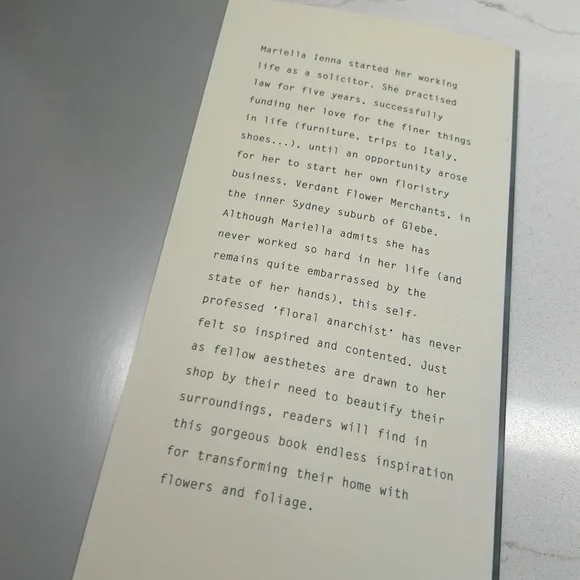 Mariella Ienna started her working
life as a solicitor. She practised
law for five years, successfully
funding her love for the finer things
in life (furniture, trips to Italy,
shoes...), until an opportunity arose
for her to start her own floristry
business, Verdant Flower Merchants, in
the inner Sydney suburb of Glebe.
Although Mariella admits she has
never worked so hard in her life (and
remains quite embarrassed by the
state of her hands), this self-
professed 'floral anarchist' has never
felt so inspired and contented. Just
as fellow aesthetes are drawn to her
shop by their need to beautify their
surroundings, readers will find in
this gorgeous book endless inspiration
for transforming their home with
flowers and foliage.